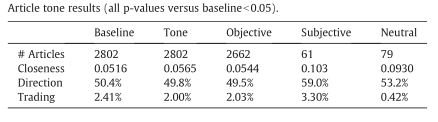 Article tone results (all p-values versus baseline<0.05).
Baseline Tone Objective Subjective Neutral
# Articles 2802 2802 2662 61 79
Closeness 0.0516 0.0565 0.0544 0.103 0.0930
Direction 50.4% 49.8% 49.5% 59.0% 53.2%
Trading 2.41% 2.00% 2.03% 3.30% 0.42%